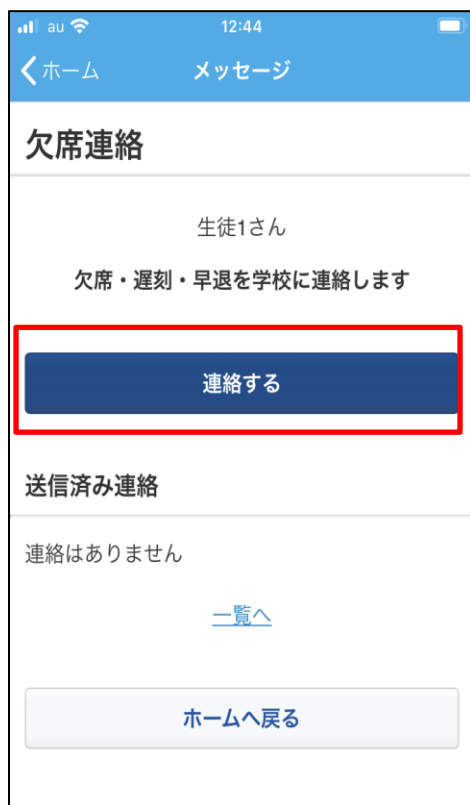 au 12:44
ホーム メッセージ
欠席連絡
生徒1さん
欠席・遅刻・早退を学校に連絡します
連絡する
送信済み連絡
連絡はありません
一覧へ
ホームへ戻る